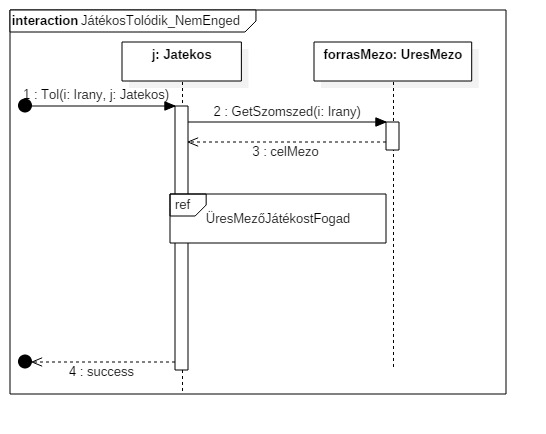 interaction JátékosTolódik_NemEnged
j: Jatekos
forrasMezo: UresMezo
1 : Tol(i: Irany, j: Jatekos)
2 : GetSzomszed(i: Irany)
3 : celMezo
ref
ÜresMezőJátékostFogad
4 : success